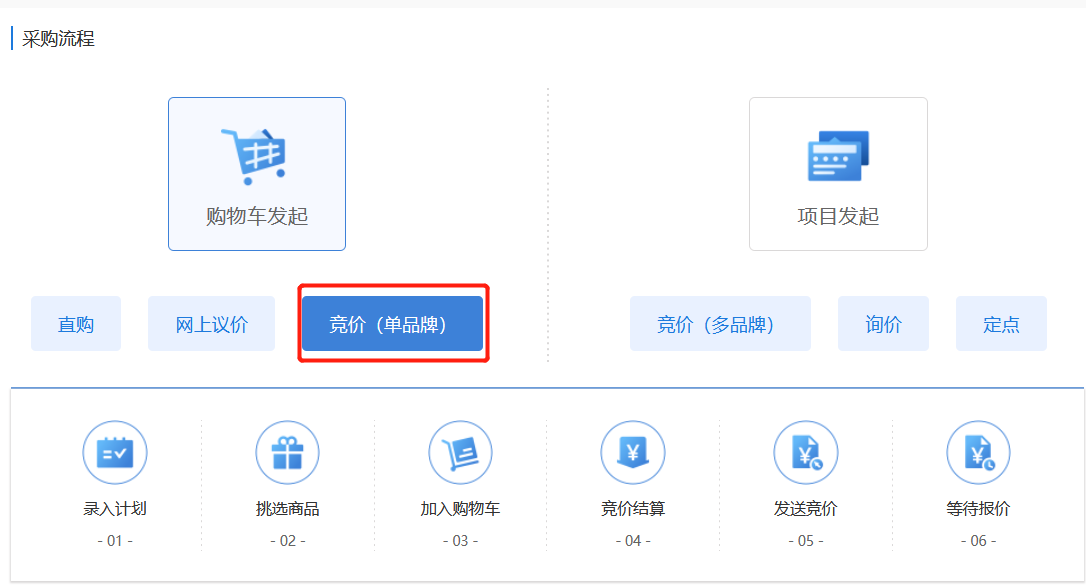 采购流程
购物车发起
项目发起
直购
网上议价
竞价（单品牌）
竞价（多品牌）
询价
定点
录入计划
挑选商品
加入购物车
竞价结算
发送竞价
等待报价
- 01 -
- 02 -
- 03 -
- 04 -
- 05 -
- 06 -